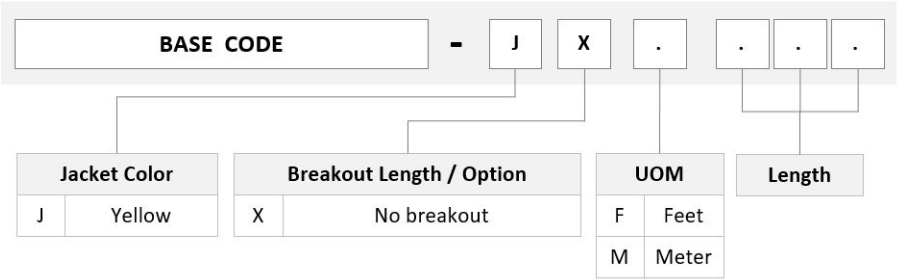 BASE CODE - J X . . . .
Jacket Color
J Yellow
Breakout Length / Option
X No breakout
UOM
F Feet
M Meter
Length